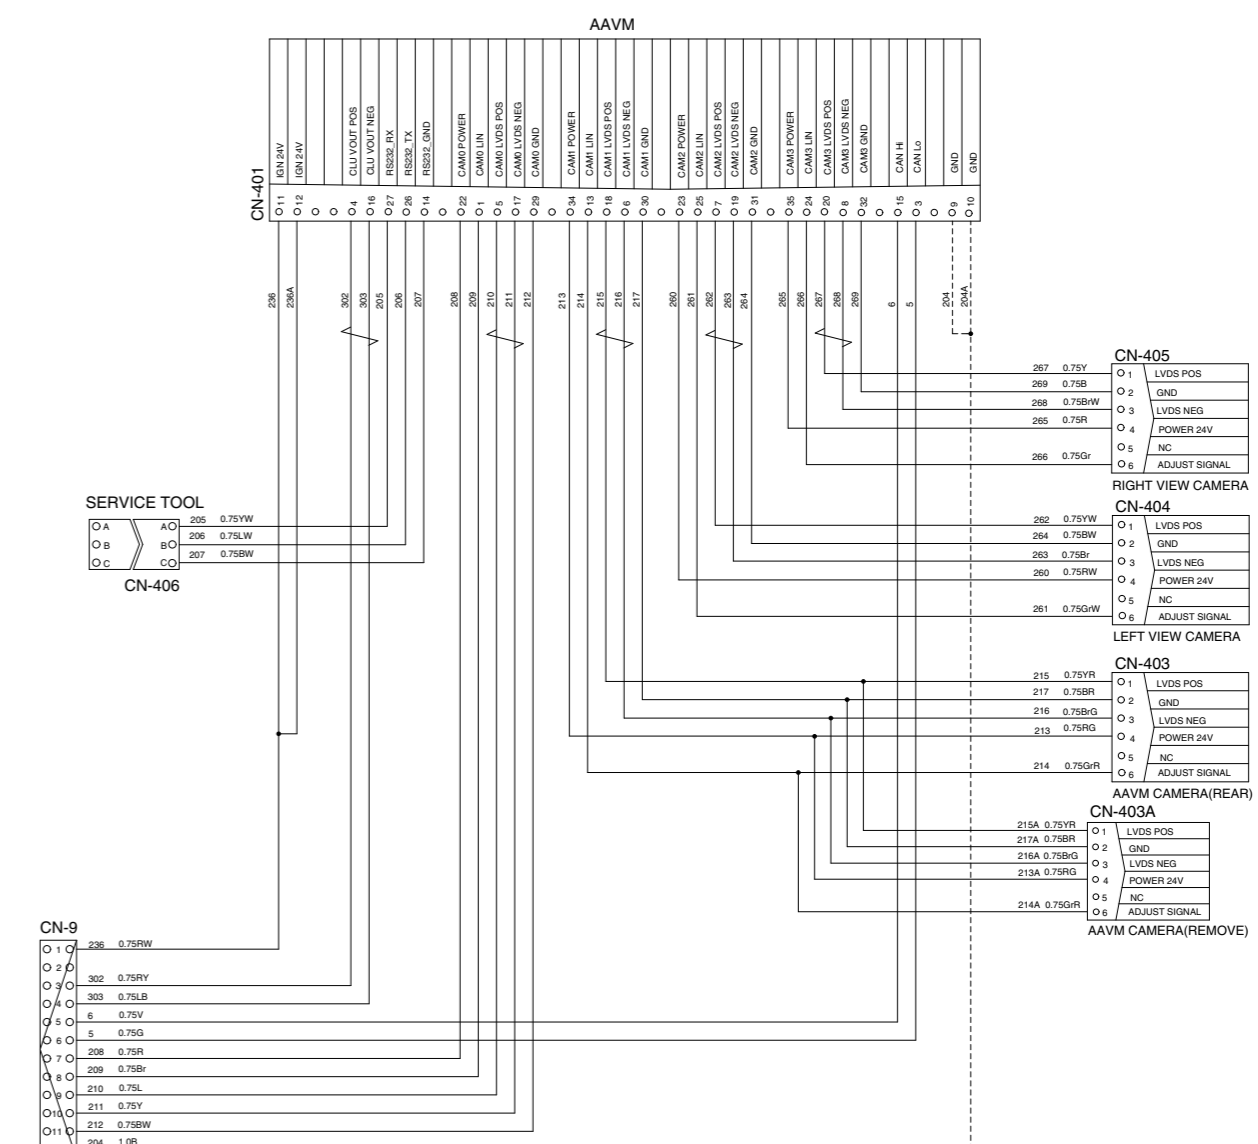 AAVM
CN-401
IGN 24V
IGN 24V
CLU VOUT POS
CLU VOUT NEG
RS232_RX
RS232_TX
RS232_GND
CAM0 POWER
CAM0 LIN
CAM0 LVDS POS
CAM0 LVDS NEG
CAM0 GND
CAM1 POWER
CAM1 LIN
CAM1 LVDS POS
CAM1 LVDS NEG
CAM1 GND
CAM2 POWER
CAM2 LIN
CAM2 LVDS POS
CAM2 LVDS NEG
CAM2 GND
CAM3 POWER
CAM3 LIN
CAM3 LVDS POS
CAM3 LVDS NEG
CAM3 GND
CAN Hi
CAN Lo
GND
GND
11 12 4 16 27 26 14 22 1 5 17 29 34 13 18 6 30 23 25 7 19 31 35 24 20 8 32 15 3 9 10
236 236A 302 303 205 206 207 208 209 210 211 212 213 214 215 216 217 260 261 262 263 264 265 266 267 268 269 6 5 204 204A
CN-405
267 0.75Y 1 LVDS POS
269 0.75B 2 GND
268 0.75BrW 3 LVDS NEG
265 0.75R 4 POWER 24V
5 NC
266 0.75Gr 6 ADJUST SIGNAL
RIGHT VIEW CAMERA
SERVICE TOOL
A A 205 0.75YW
B B 206 0.75LW
C C 207 0.75BW
CN-406
CN-404
262 0.75YW 1 LVDS POS
264 0.75BW 2 GND
263 0.75Br 3 LVDS NEG
260 0.75RW 4 POWER 24V
5 NC
261 0.75GrW 6 ADJUST SIGNAL
LEFT VIEW CAMERA
CN-403
215 0.75YR 1 LVDS POS
217 0.75BR 2 GND
216 0.75BrG 3 LVDS NEG
213 0.75RG 4 POWER 24V
5 NC
214 0.75GrR 6 ADJUST SIGNAL
AAVM CAMERA(REAR)
CN-403A
215A 0.75YR 1 LVDS POS
217A 0.75BR 2 GND
216A 0.75BrG 3 LVDS NEG
213A 0.75RG 4 POWER 24V
5 NC
214A 0.75GrR 6 ADJUST SIGNAL
AAVM CAMERA(REMOVE)
CN-9
1 236 0.75RW
2
3 302 0.75RY
4 303 0.75LB
5 6 0.75V
6 5 0.75G
7 208 0.75R
8 209 0.75Br
9 210 0.75L
10 211 0.75Y
11 212 0.75BW
204 1.0B